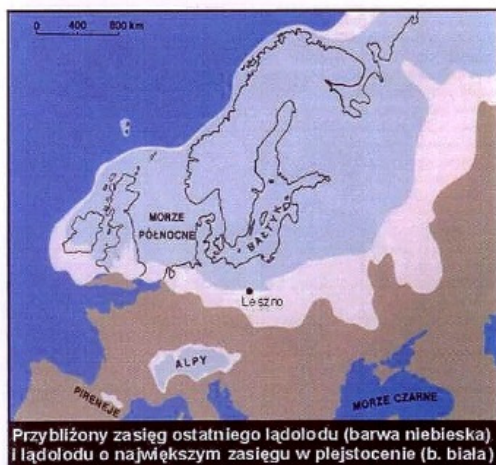 0 400 800 km
MORZE
PÓŁNOCNE
BAŁTYK
Leszno
ALPY
PIRENEJE
MORZE CZARNE
Przybliżony zasięg ostatniego lądolodu (barwa niebieska)
i lądolodu o największym zasięgu w plejstocenie (b. biała)